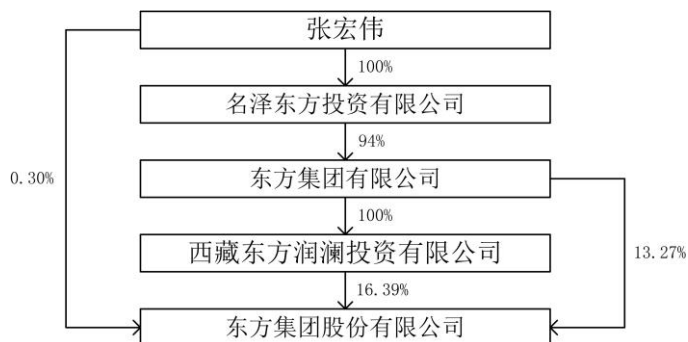 张宏伟
100%
名泽东方投资有限公司
94%
0.30%
东方集团有限公司
100%
西藏东方润澜投资有限公司
13.27%
16.39%
东方集团股份有限公司